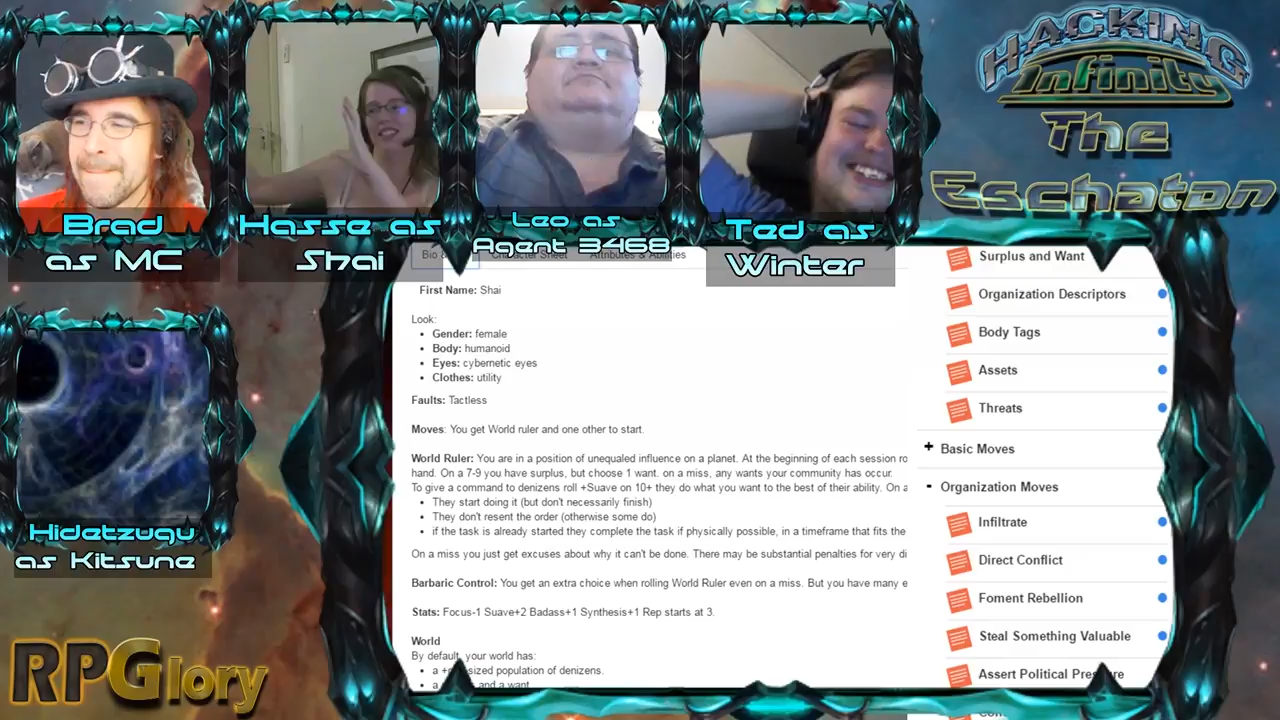 HACKING
Infinity
The
Eschaton
Brad
as MC
Hasse as
Shai
Leo as
Agent 3468
Ted as
Winter
Hidetzugu
as Kitsune
RPGlory
Bio &
Character Sheet
Attributes & Abilities
First Name: Shai
Look:
• Gender: female
• Body: humanoid
• Eyes: cybernetic eyes
• Clothes: utility
Faults: Tactless
Moves: You get World ruler and one other to start.
World Ruler: You are in a position of unequaled influence on a planet. At the beginning of each session ro
hand. On a 7-9 you have surplus, but choose 1 want. on a miss, any wants your community has occur.
To give a command to denizens roll +Suave on 10+ they do what you want to the best of their ability. On a
• They start doing it (but don't necessarily finish)
• They don't resent the order (otherwise some do)
• if the task is already started they complete the task if physically possible, in a timeframe that fits the
On a miss you just get excuses about why it can't be done. There may be substantial penalties for very di
Barbaric Control: You get an extra choice when rolling World Ruler even on a miss. But you have many e
Stats: Focus-1 Suave+2 Badass+1 Synthesis+1 Rep starts at 3.
World
By default, your world has:
• a sized population of denizens.
• a and a want
Surplus and Want
Organization Descriptors
Body Tags
Assets
Threats
+ Basic Moves
- Organization Moves
Infiltrate
Direct Conflict
Foment Rebellion
Steal Something Valuable
Assert Political Pressure